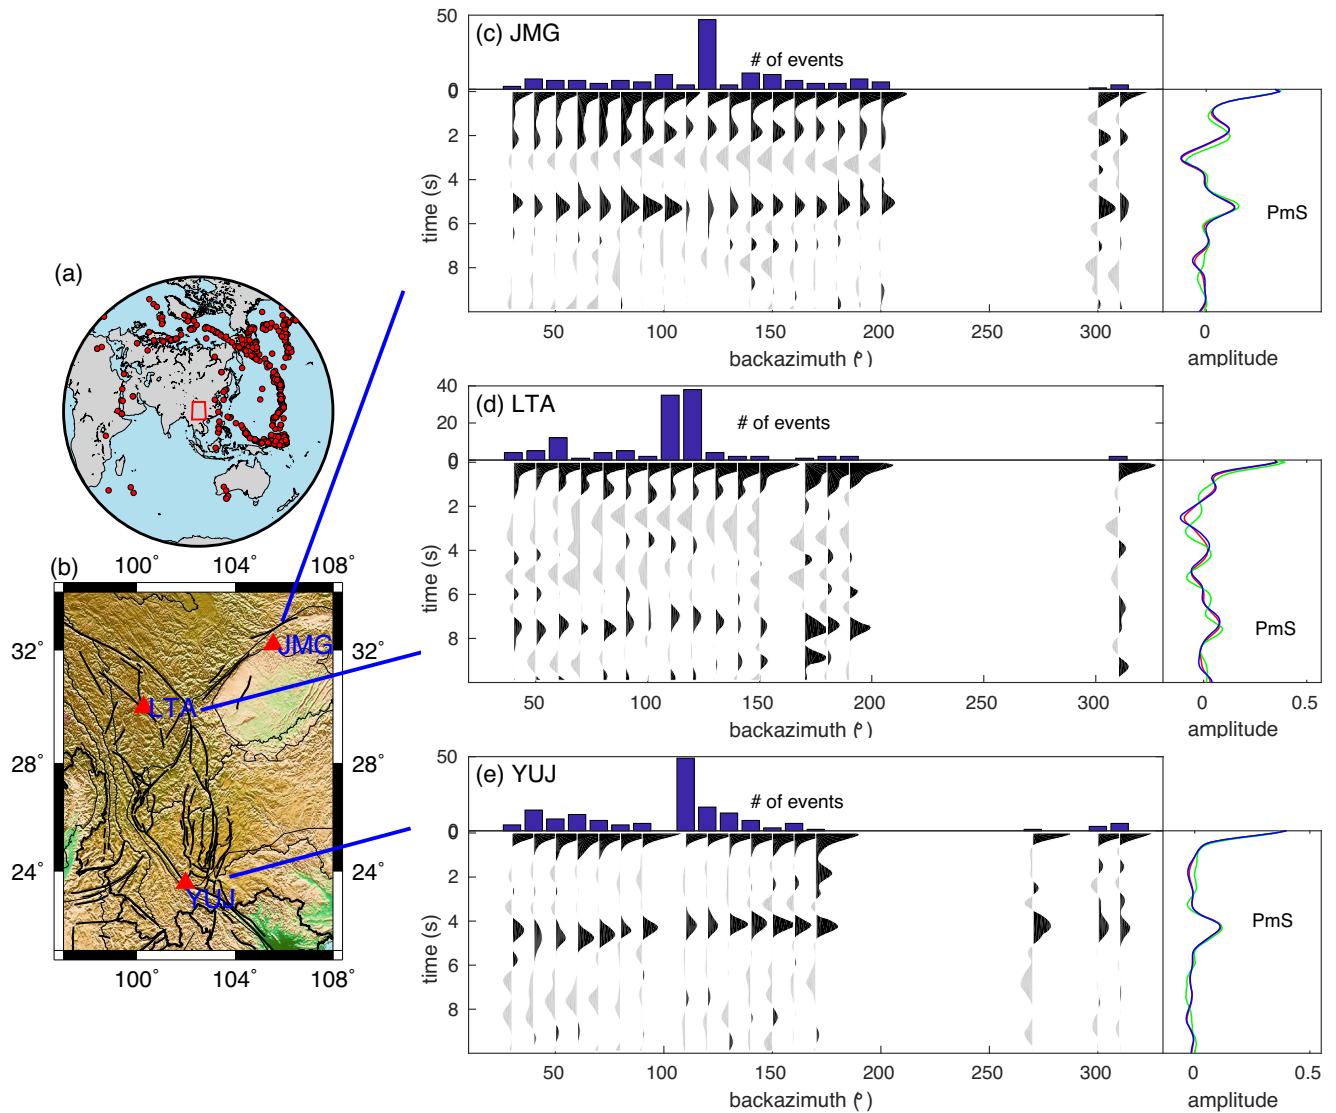 (a)
(b)
100° 104° 108°
32°
28°
24°
100° 104° 108°
JMG
LTA
YUJ
(c) JMG
# of events
50
0
0
2
4
6
8
time (s)
50 100 150 200 250 300
backazimuth (°)
PmS
0
amplitude
(d) LTA
# of events
40
20
0
0
2
4
6
8
time (s)
50 100 150 200 250 300
backazimuth (°)
PmS
0 0.5
amplitude
(e) YUJ
# of events
50
0
0
2
4
6
8
time (s)
50 100 150 200 250 300
backazimuth (°)
PmS
0 0.5
amplitude